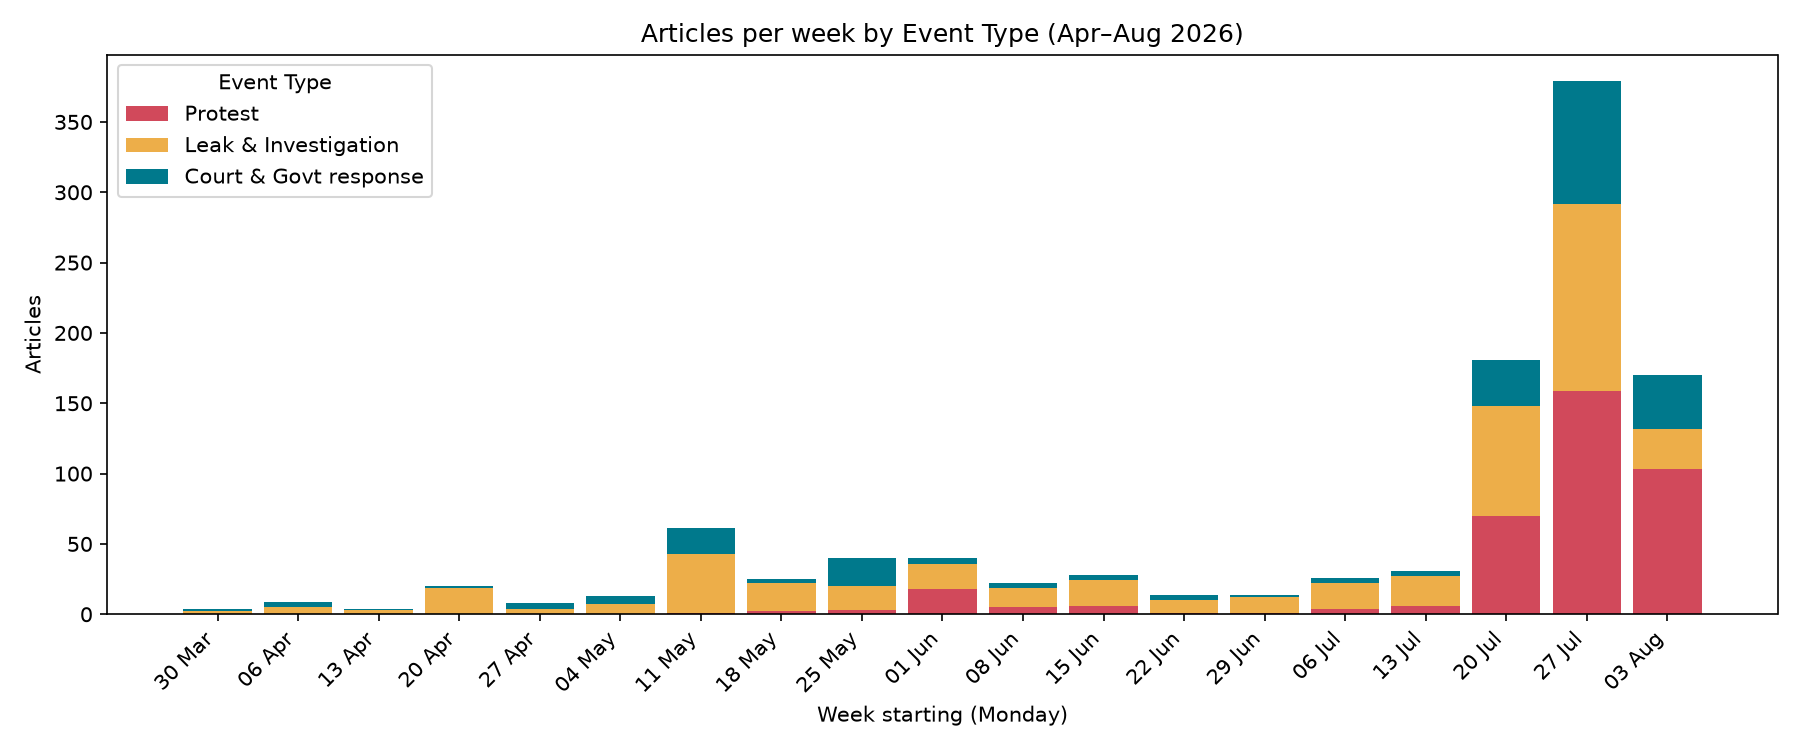 Articles per week by Event Type (Apr–Aug 2026)
Event Type
Protest
Leak & Investigation
Court & Govt response
Articles
350
300
250
200
150
100
50
0
30 Mar
06 Apr
13 Apr
20 Apr
27 Apr
04 May
11 May
18 May
25 May
01 Jun
08 Jun
15 Jun
22 Jun
29 Jun
06 Jul
13 Jul
20 Jul
27 Jul
03 Aug
Week starting (Monday)